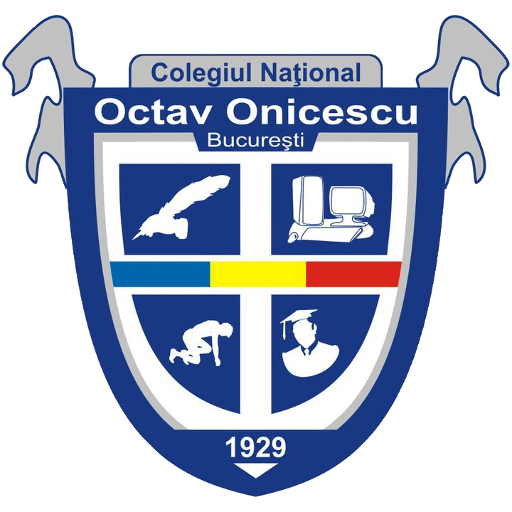 Colegiul Naţional
Octav Onicescu
Bucureşti
1929